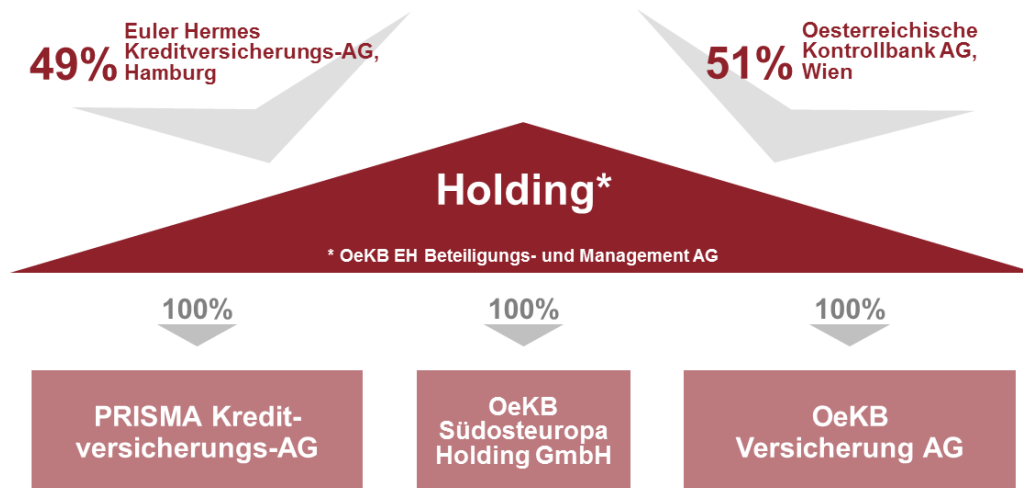 49%
Euler Hermes
Kreditversicherungs-AG,
Hamburg
51%
Oesterreichische
Kontrollbank AG,
Wien
Holding*
* OeKB EH Beteiligungs- und Management AG
100%
100%
100%
PRISMA Kredit-
versicherungs-AG
OeKB
Südosteuropa
Holding GmbH
OeKB
Versicherung AG